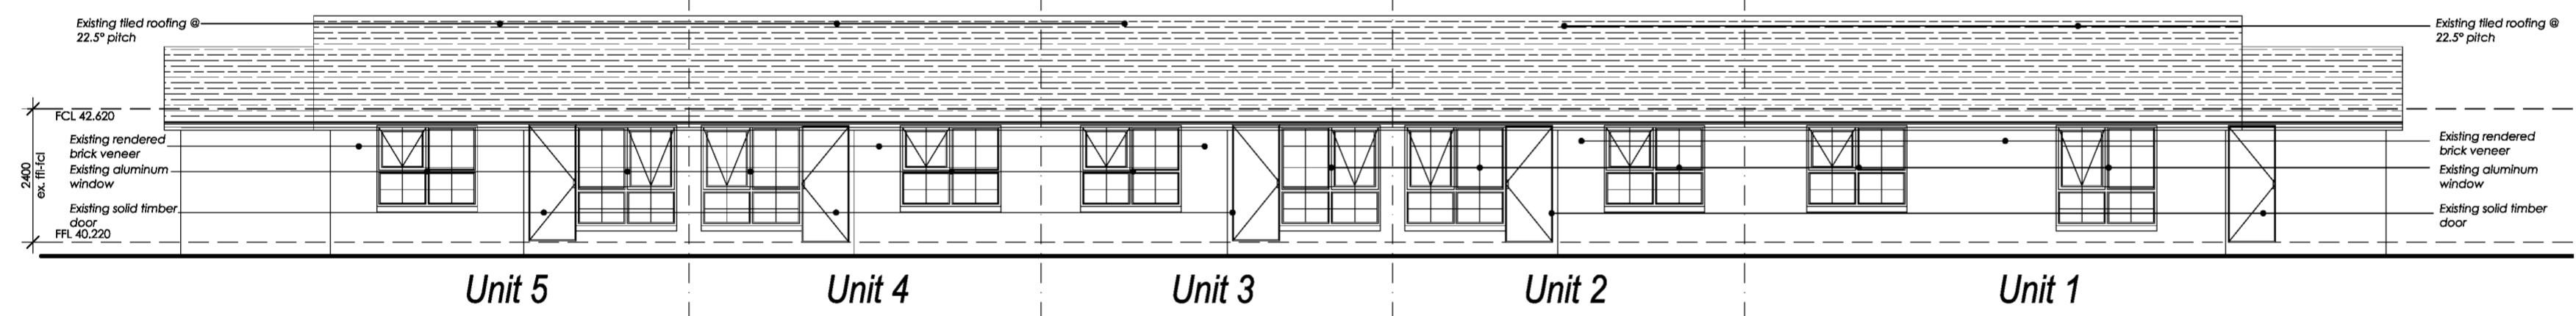 Existing tiled roofing @
22.5° pitch
Existing tiled roofing @
22.5° pitch
FCL 42.620
Existing rendered
brick veneer
Existing aluminum
window
Existing solid timber
door
FFL 40.220
2400
ex. ffl-fcl
Existing rendered
brick veneer
Existing aluminum
window
Existing solid timber
door
Unit 5
Unit 4
Unit 3
Unit 2
Unit 1